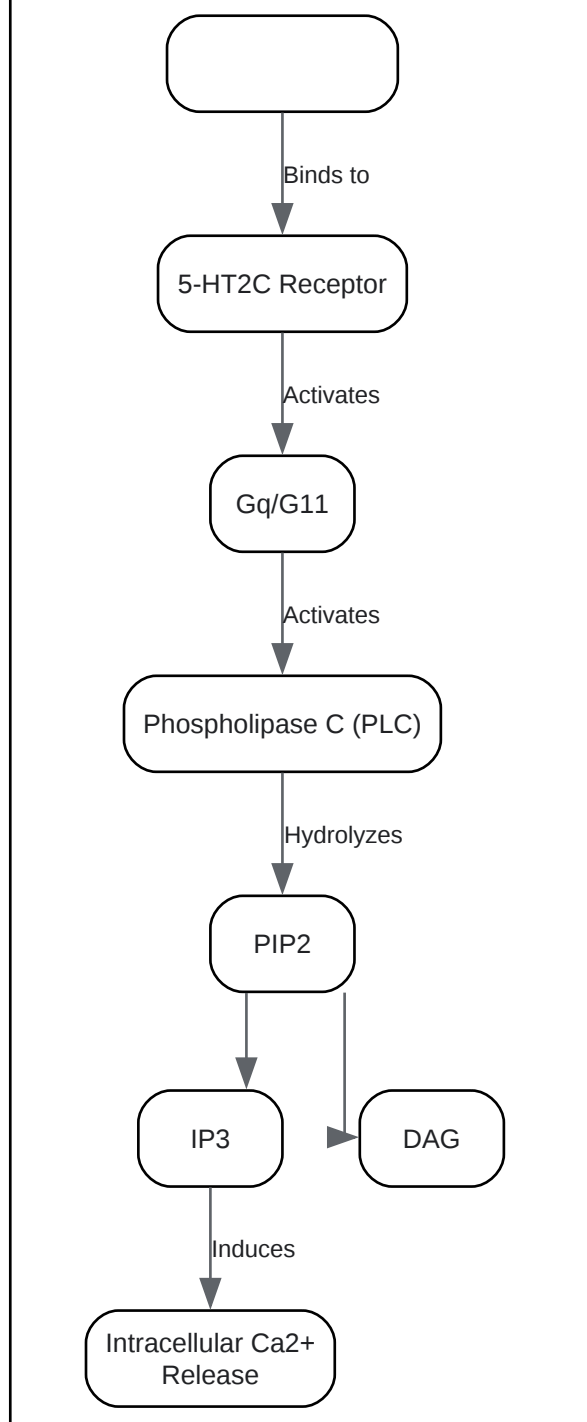 Binds to
5-HT2C Receptor
Activates
Gq/G11
Activates
Phospholipase C (PLC)
Hydrolyzes
PIP2
IP3
DAG
Induces
Intracellular Ca2+
Release